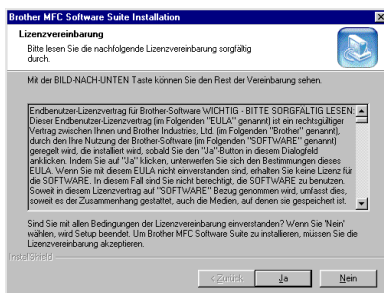 Brother MFC Software Suite Installation
Lizenzvereinbarung
Bitte lesen Sie die nachfolgende Lizenzvereinbarung sorgfältig
durch.
Mit der BILD-NACH-UNTEN Taste können Sie den Rest der Vereinbarung sehen.
Endbenutzer-Lizenzvertrag für Brother-Software WICHTIG - BITTE SORGFÄLTIG LESEN:
Dieser Endbenutzer-Lizenzvertrag (im Folgenden "EULA" genannt) ist ein rechtsgültiger
Vertrag zwischen Ihnen und Brother Industries, Ltd. (im Folgenden "Brother" genannt),
durch den Ihre Nutzung der Brother-Software (im Folgenden "SOFTWARE" genannt)
geregelt wird, die installiert wird, sobald Sie den "Ja"-Button in diesem Dialogfeld
anklicken. Indem Sie auf "Ja" klicken, unterwerfen Sie sich den Bestimmungen dieses
EULA. Wenn Sie mit diesem EULA nicht einverstanden sind, erhalten Sie keine Lizenz für
die SOFTWARE. In diesem Fall sind Sie nicht berechtigt, die SOFTWARE zu benutzen.
Soweit in diesem Lizenzvertrag auf "SOFTWARE" Bezug genommen wird, umfasst dies,
soweit es der Zusammenhang gestattet, auch die Medien, auf denen sie gespeichert ist.
Sind Sie mit allen Bedingungen der Lizenzvereinbarung einverstanden? Wenn Sie 'Nein'
wählen, wird Setup beendet. Um Brother MFC Software Suite zu installieren, müssen Sie die
Lizenzvereinbarung akzeptieren.
InstallShield
< Zurück
Ja
Nein